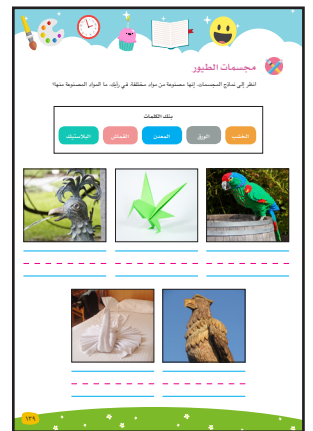 مجسمات الطيور
انظر إلى نماذج المجسمات. إنها مصنوعة من مواد مختلفة. في رأيك، ما المواد المصنوعة منها؟
بنك الكلمات
الخشب الورق المعدن القماش البلاستيك
١٢٩